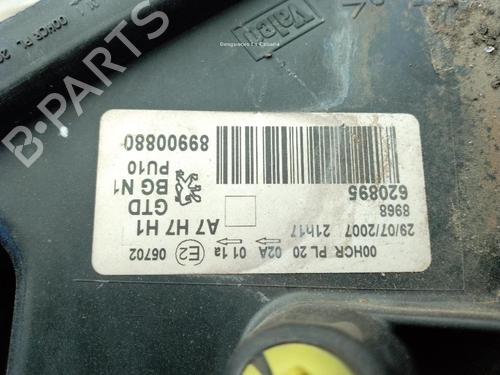 00HCR PL 20 02A 01 1a E2 06702
29/07/2007 21h17
8968
A7 H7 H1
GTD
620895
BG N1
PU10
89900880
Valeo
B-PARTS
Desguaces La Cabaña